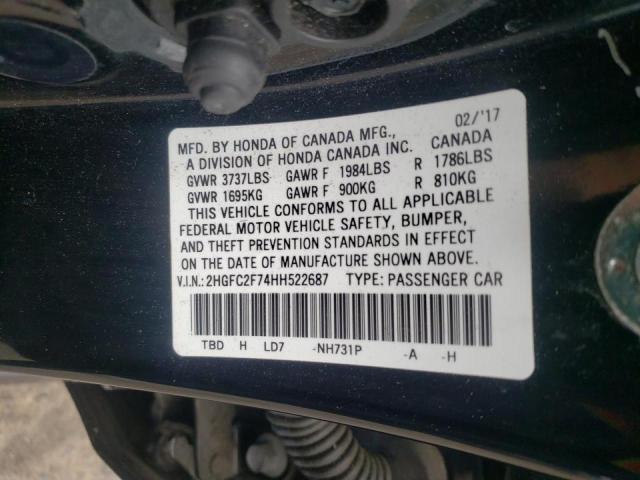 02/'17
MFD. BY HONDA OF CANADA MFG., CANADA
A DIVISION OF HONDA CANADA INC.
GVWR 3737LBS GAWR F 1984LBS R 1786LBS
GVWR 1695KG GAWR F 900KG R 810KG
THIS VEHICLE CONFORMS TO ALL APPLICABLE
FEDERAL MOTOR VEHICLE SAFETY, BUMPER,
AND THEFT PREVENTION STANDARDS IN EFFECT
ON THE DATE OF MANUFACTURE SHOWN ABOVE.
V.I.N.: 2HGFC2F74HH522687 TYPE: PASSENGER CAR
TBD H LD7 -NH731P -A -H